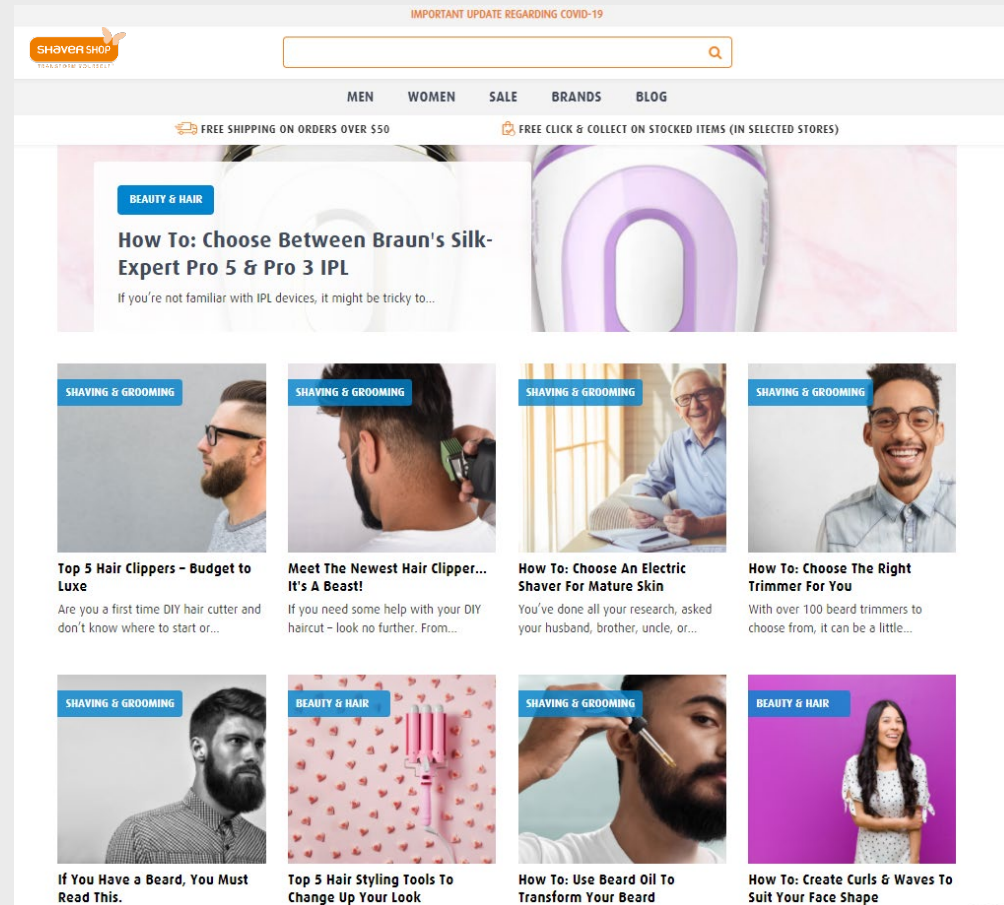 IMPORTANT UPDATE REGARDING COVID-19
SHAVER SHOP
TRANSFORM YOURSELF
MEN WOMEN SALE BRANDS BLOG
FREE SHIPPING ON ORDERS OVER $50 FREE CLICK & COLLECT ON STOCKED ITEMS (IN SELECTED STORES)
BEAUTY & HAIR
How To: Choose Between Braun's Silk-
Expert Pro 5 & Pro 3 IPL
If you're not familiar with IPL devices, it might be tricky to...
SHAVING & GROOMING
Top 5 Hair Clippers – Budget to
Luxe
Are you a first time DIY hair cutter and
don't know where to start or...
SHAVING & GROOMING
Meet The Newest Hair Clipper...
It's A Beast!
If you need some help with your DIY
haircut – look no further. From...
SHAVING & GROOMING
How To: Choose An Electric
Shaver For Mature Skin
You've done all your research, asked
your husband, brother, uncle, or...
SHAVING & GROOMING
How To: Choose The Right
Trimmer For You
With over 100 beard trimmers to
choose from, it can be a little...
SHAVING & GROOMING
If You Have a Beard, You Must
Read This.
BEAUTY & HAIR
Top 5 Hair Styling Tools To
Change Up Your Look
SHAVING & GROOMING
How To: Use Beard Oil To
Transform Your Beard
BEAUTY & HAIR
How To: Create Curls & Waves To
Suit Your Face Shape